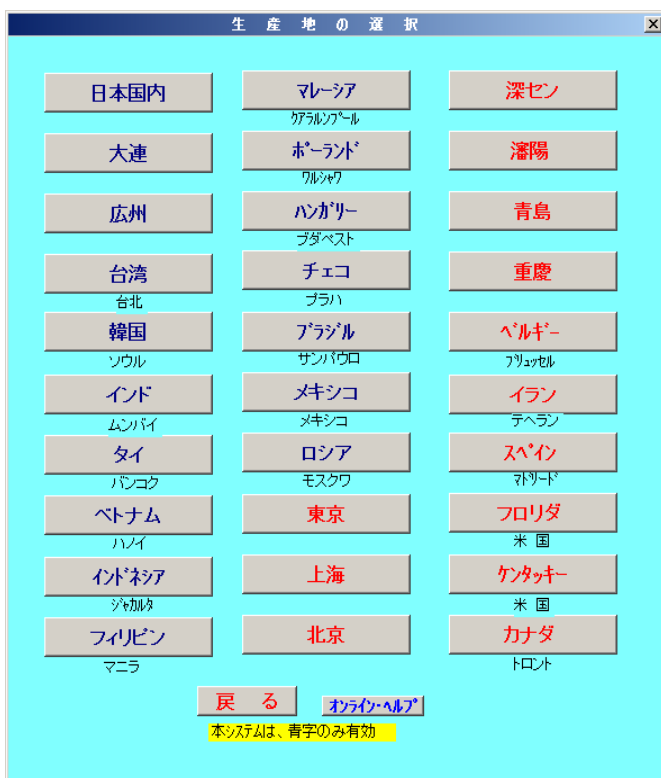 生産地の選択
日本国内
マレーシア
クアラルンプール
深セン
大連
ポーランド
ワルシャワ
瀋陽
広州
ハンガリー
ブダペスト
青島
台湾
台北
チェコ
プラハ
重慶
韓国
ソウル
ブラジル
サンパウロ
ベルギー
ブリュッセル
インド
ムンバイ
メキシコ
メキシコ
イラン
テヘラン
タイ
バンコク
ロシア
モスクワ
スペイン
マドリード
ベトナム
ハノイ
東京
フロリダ
米 国
インドネシア
ジャカルタ
上海
ケンタッキー
米 国
フィリピン
マニラ
北京
カナダ
トロント
戻 る
オンライン・ヘルプ
本システムは、青字のみ有効